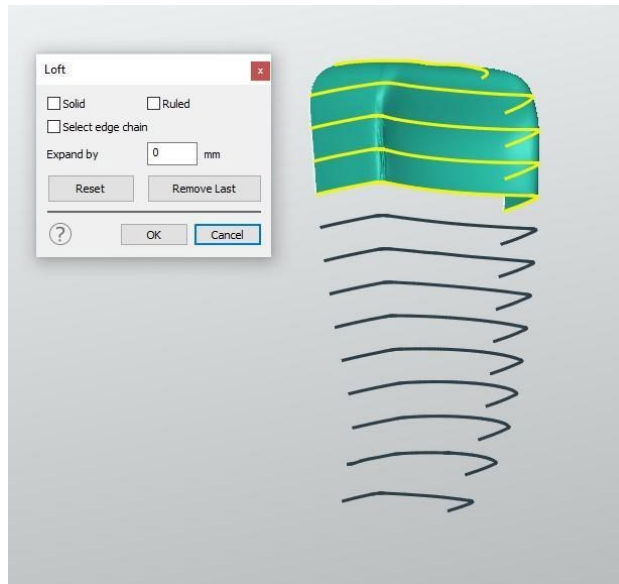 Loft
x
Solid Ruled
Select edge chain
Expand by 0 mm
Reset Remove Last
? OK Cancel